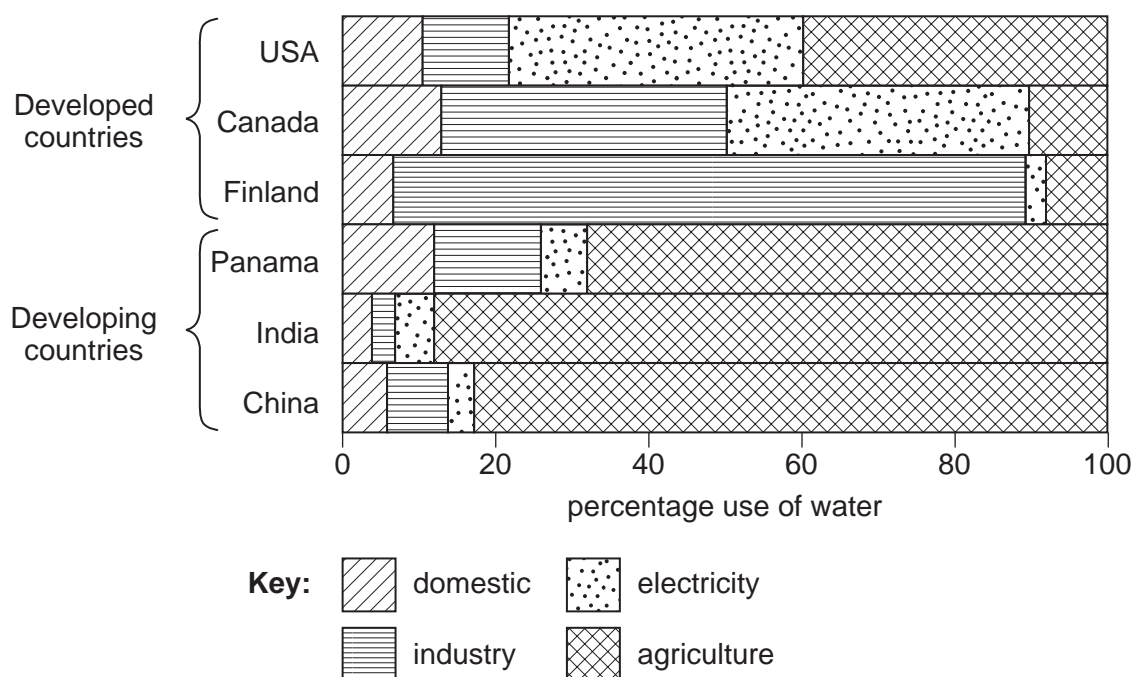 Developed
countries
USA
Canada
Finland
Developing
countries
Panama
India
China
0 20 40 60 80 100
percentage use of water
Key: domestic electricity
industry agriculture